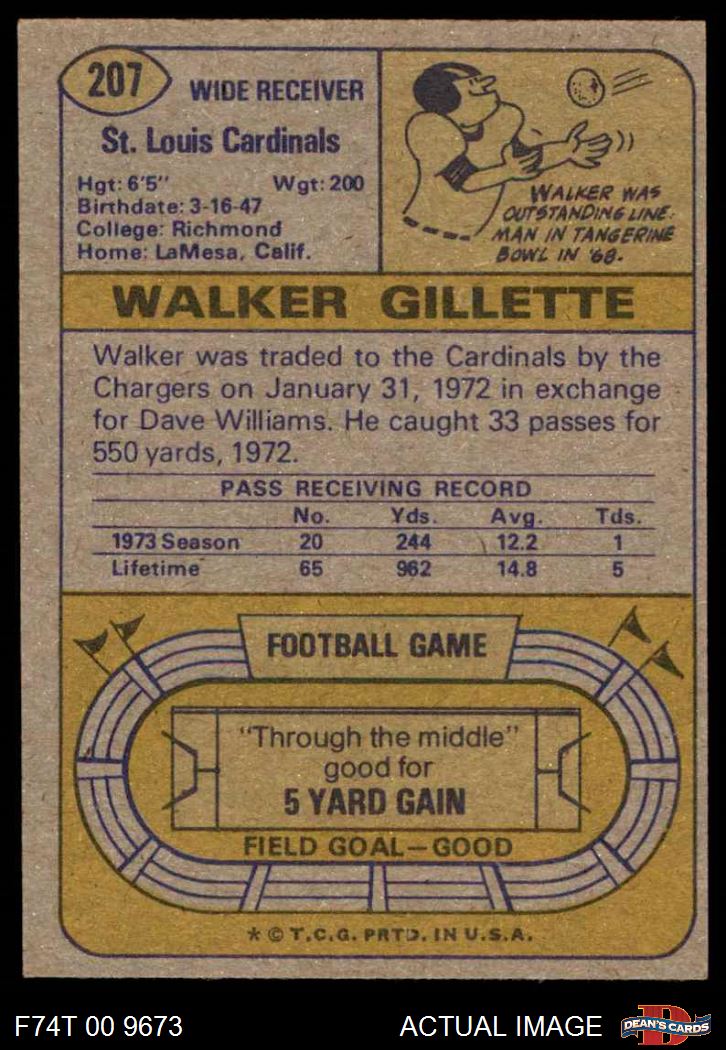 207
WIDE RECEIVER
St. Louis Cardinals
Hgt: 6'5" Wgt: 200
Birthdate: 3-16-47
College: Richmond
Home: LaMesa, Calif.
WALKER WAS
OUTSTANDING LINE-
MAN IN TANGERINE
BOWL IN '68.
WALKER GILLETTE
Walker was traded to the Cardinals by the
Chargers on January 31, 1972 in exchange
for Dave Williams. He caught 33 passes for
550 yards, 1972.
PASS RECEIVING RECORD
No. Yds. Avg. Tds.
1973 Season 20 244 12.2 1
Lifetime 65 962 14.8 5
FOOTBALL GAME
"Through the middle"
good for
5 YARD GAIN
FIELD GOAL—GOOD
* © T.C.G. PRTD. IN U.S.A.
F74T 00 9673 ACTUAL IMAGE
D
DEAN'S CARDS